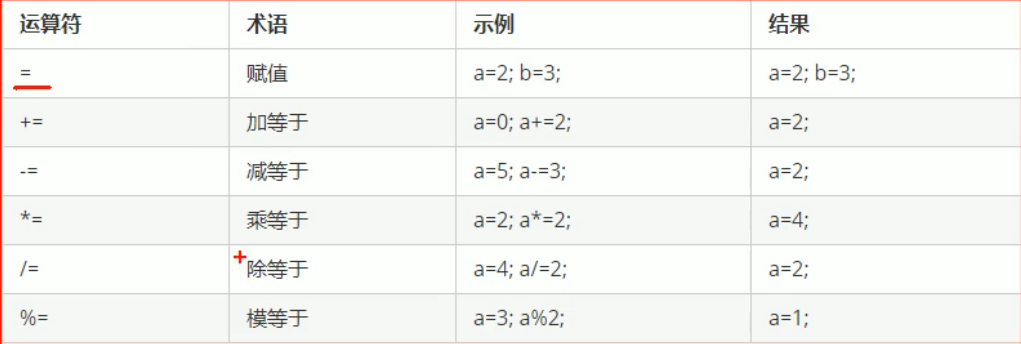 运算符 术语 示例 结果
= 赋值 a=2; b=3; a=2; b=3;
+= 加等于 a=0; a+=2; a=2;
-= 减等于 a=5; a-=3; a=2;
*= 乘等于 a=2; a*=2; a=4;
/= 除等于 a=4; a/=2; a=2;
%= 模等于 a=3; a%2; a=1;